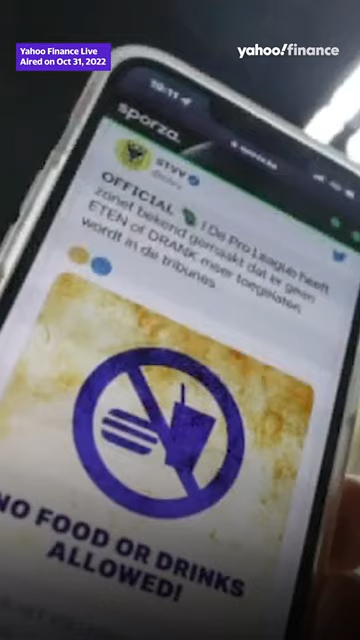 Yahoo Finance Live
Aired on Oct 31, 2022
yahoo!finance
sporza.
STVV
OFFICIAL | De Pro League heeft
zonet bekend gemaakt dat er geen
ETEN of DRANK meer toegelaten
wordt in de tribunes
NO FOOD OR DRINKS
ALLOWED!